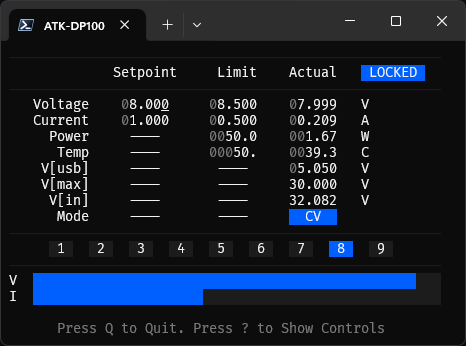 ATK-DP100
Setpoint Limit Actual LOCKED
Voltage 08.000 08.500 07.999 V
Current 01.000 00.500 00.209 A
Power —— 0050.0 001.67 W
Temp —— 00050. 0039.3 C
V[usb] —— —— 05.050 V
V[max] —— —— 30.000 V
V[in] —— —— 32.082 V
Mode —— —— CV
1 2 3 4 5 6 7 8 9
V
I
Press Q to Quit. Press ? to Show Controls